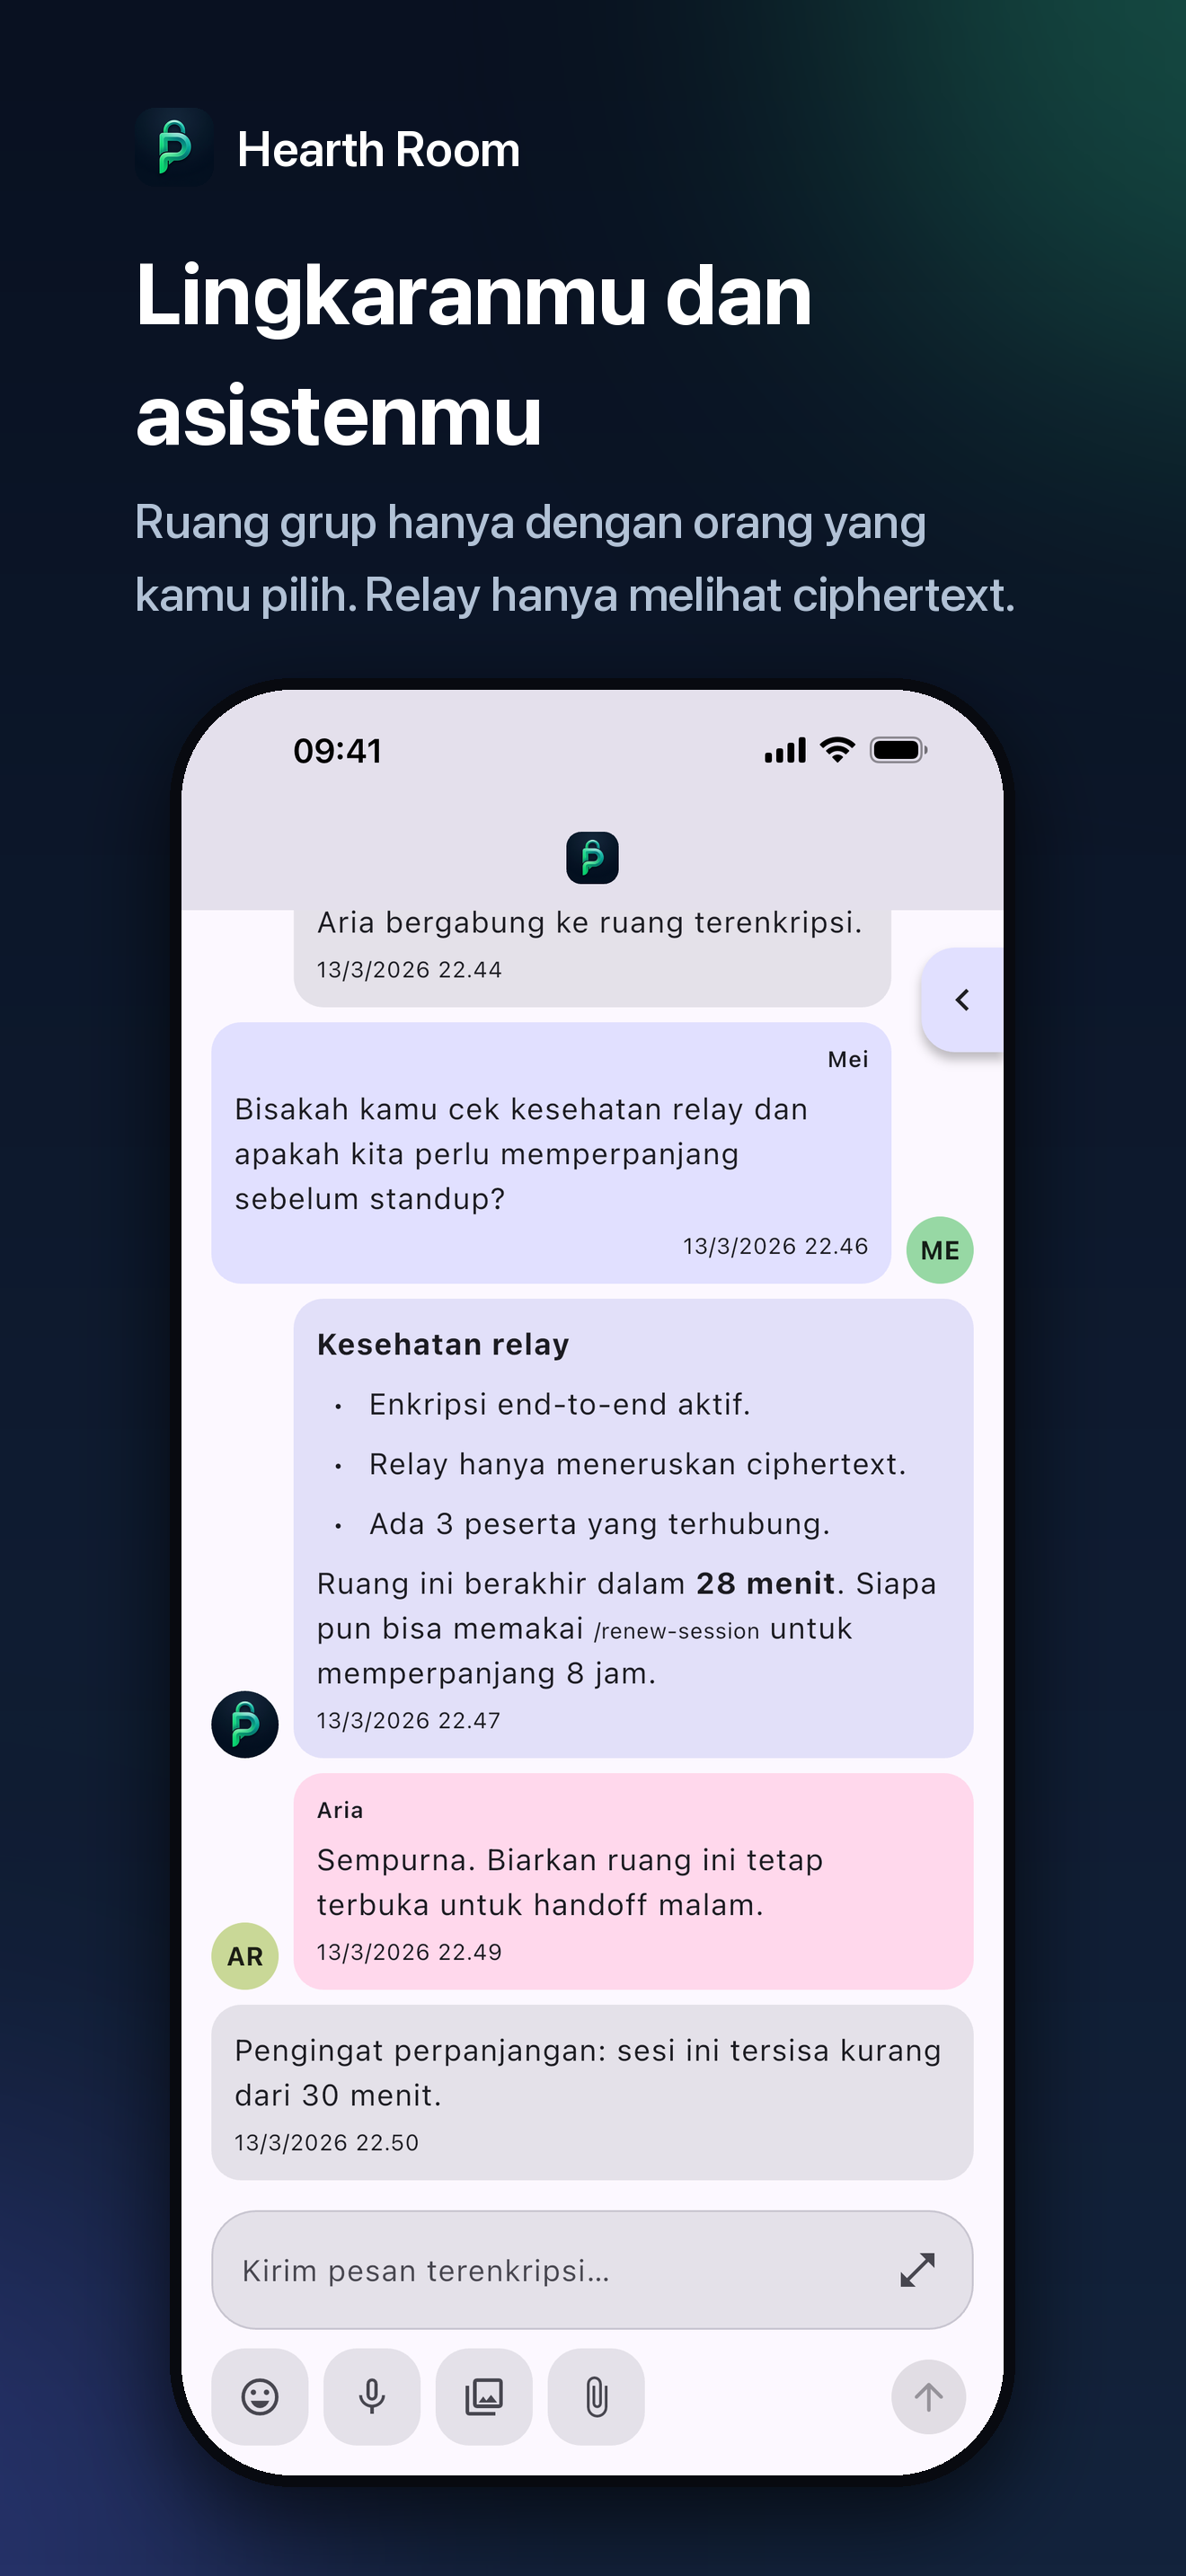 Hearth Room
Lingkaranmu dan
asistenmu
Ruang grup hanya dengan orang yang
kamu pilih. Relay hanya melihat ciphertext.
09:41
Aria bergabung ke ruang terenkripsi.
13/3/2026 22.44
Mei
Bisakah kamu cek kesehatan relay dan
apakah kita perlu memperpanjang
sebelum standup?
13/3/2026 22.46
ME
Kesehatan relay
• Enkripsi end-to-end aktif.
• Relay hanya meneruskan ciphertext.
• Ada 3 peserta yang terhubung.
Ruang ini berakhir dalam 28 menit. Siapa
pun bisa memakai /renew-session untuk
memperpanjang 8 jam.
13/3/2026 22.47
Aria
Sempurna. Biarkan ruang ini tetap
terbuka untuk handoff malam.
13/3/2026 22.49
AR
Pengingat perpanjangan: sesi ini tersisa kurang
dari 30 menit.
13/3/2026 22.50
Kirim pesan terenkripsi...